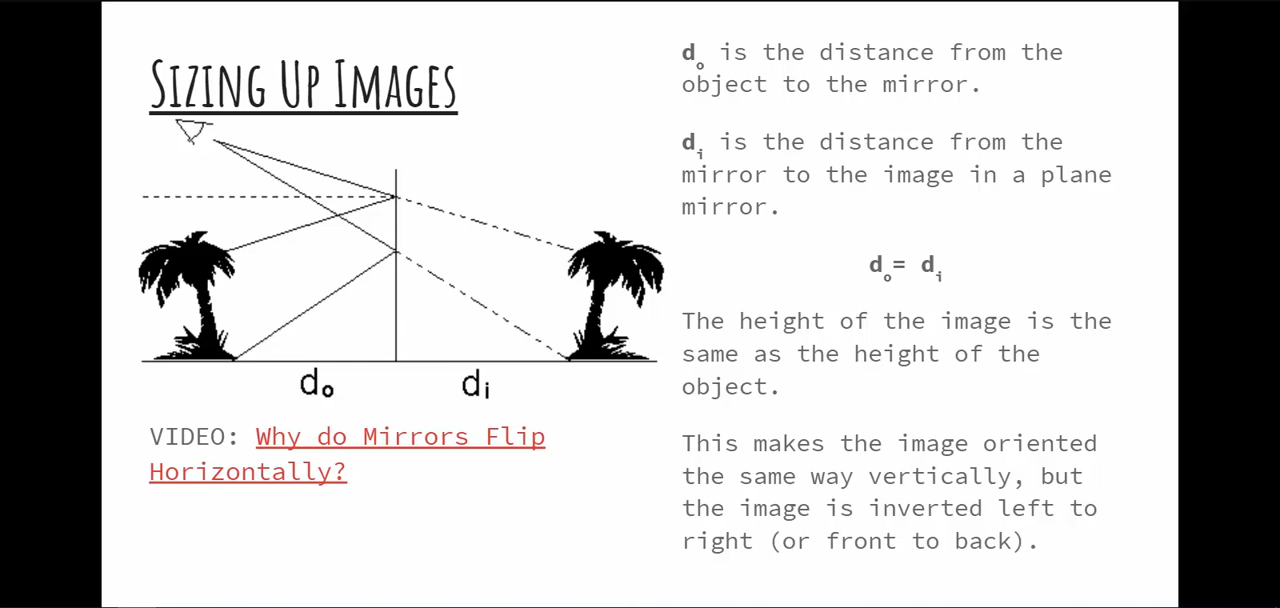 SIZING UP IMAGES
dₒ
dᵢ
VIDEO: Why do Mirrors Flip
Horizontally?
dₒ is the distance from the
object to the mirror.
dᵢ is the distance from the
mirror to the image in a plane
mirror.
dₒ= dᵢ
The height of the image is the
same as the height of the
object.
This makes the image oriented
the same way vertically, but
the image is inverted left to
right (or front to back).